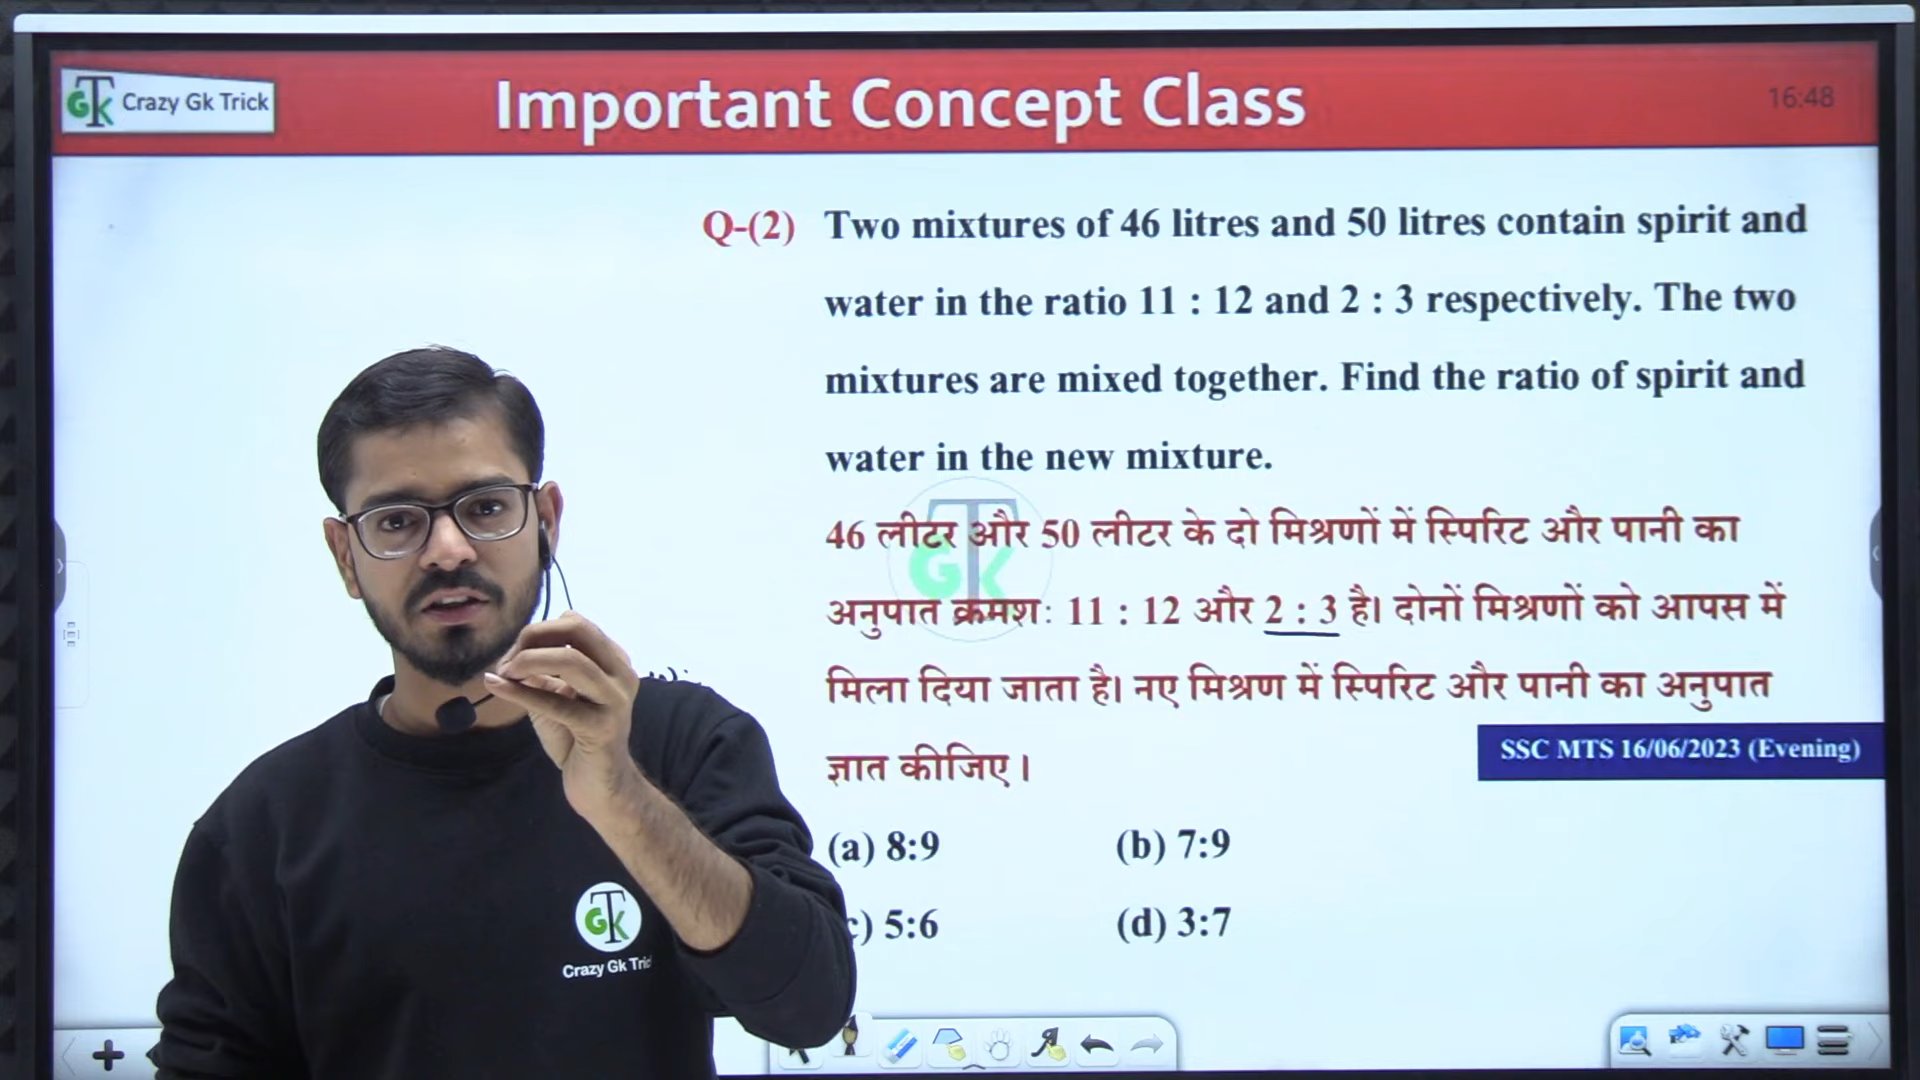 Crazy Gk Trick
Important Concept Class
16:48
Q-(2) Two mixtures of 46 litres and 50 litres contain spirit and
water in the ratio 11 : 12 and 2 : 3 respectively. The two
mixtures are mixed together. Find the ratio of spirit and
water in the new mixture.
46 लीटर और 50 लीटर के दो मिश्रणों में स्पिरिट और पानी का
अनुपात क्रमशः 11 : 12 और 2 : 3 है। दोनों मिश्रणों को आपस में
मिला दिया जाता है। नए मिश्रण में स्पिरिट और पानी का अनुपात
ज्ञात कीजिए।
SSC MTS 16/06/2023 (Evening)
(a) 8:9 (b) 7:9
c) 5:6 (d) 3:7
GTK
Crazy Gk Tric